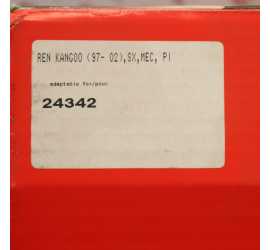 REN KANGOO (97- 02),SX,MEC, PI
adaptable for/pour
24342